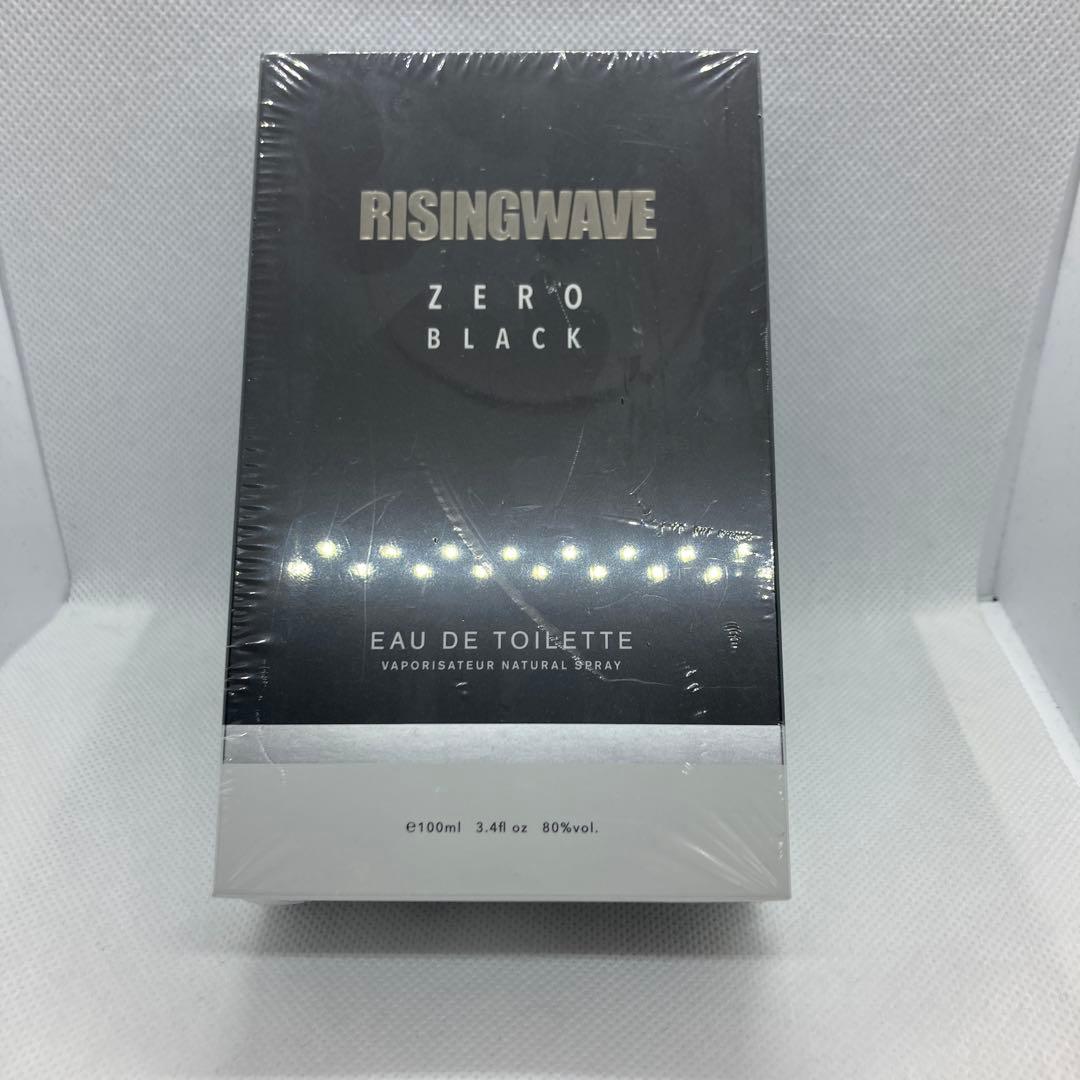 RISINGWAVE
ZERO
BLACK
EAU DE TOILETTE
VAPORISATEUR NATURAL SPRAY
℮100ml 3.4fl oz 80%vol.